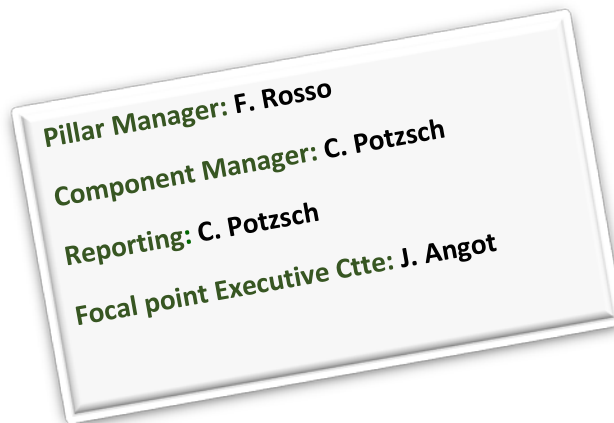 Pillar Manager: F. Rosso
Component Manager: C. Potzsch
Reporting: C. Potzsch
Focal point Executive Ctte: J. Angot